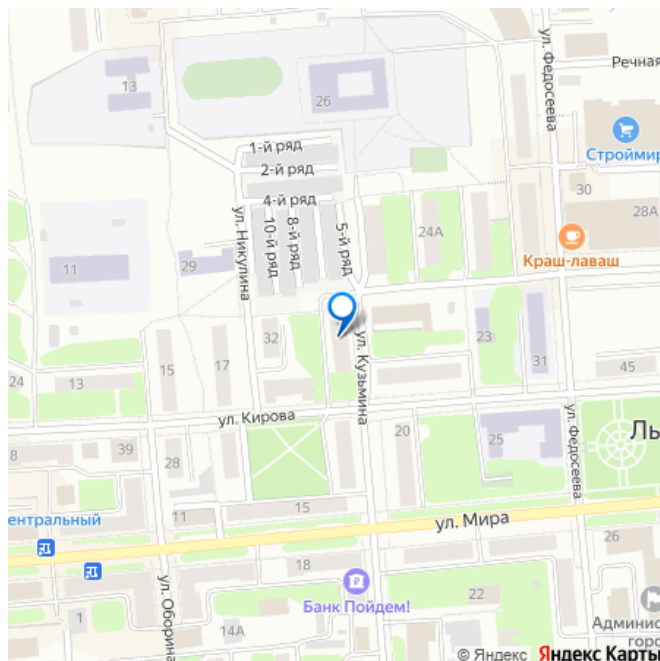 ул. Федосеева
Речная
13
26
Строймир
1-й ряд
2-й ряд
4-й ряд
30
28А
ул. Никулина
10-й ряд
8-й ряд
5-й ряд
24А
Краш-лаваш
11
29
32
ул. Кузьмина
23
31
15
17
24
13
45
ул. Кирова
ул. Федосеева
8
39
28
20
25
Лы
ентральный
11
15
ул. Мира
26
18
Банк Пойдем!
22
1
ул. Оборина
14А
Админис
горо
© Яндекс Яндекс Карты